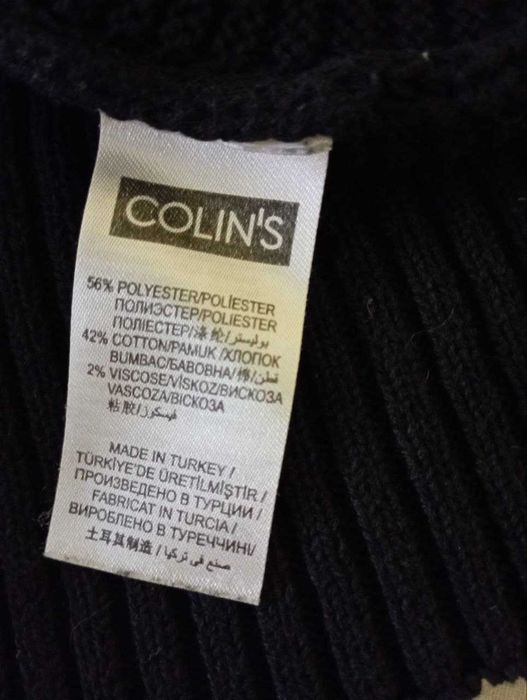 COLIN'S
56% POLYESTER/POLİESTER
ПОЛИЭСТЕР/POLIESTER
ПОЛІЕСТЕР/涤纶/بوليستر
42% COTTON/PAMUK/ХЛОПОК
BUMBAC/БАВОВНА/棉/قطن
2% VISCOSE/VİSKOZ/ВИСКОЗА
VASCOZA/ВІСКОЗА
粘胶/فيسكوز
MADE IN TURKEY /
TÜRKİYE'DE ÜRETİLMİŞTİR /
ПРОИЗВЕДЕНО В ТУРЦИИ /
FABRICAT IN TURCIA /
ВИРОБЛЕНО В ТУРЕЧЧИНІ/
土耳其制造 / صنع في تركيا